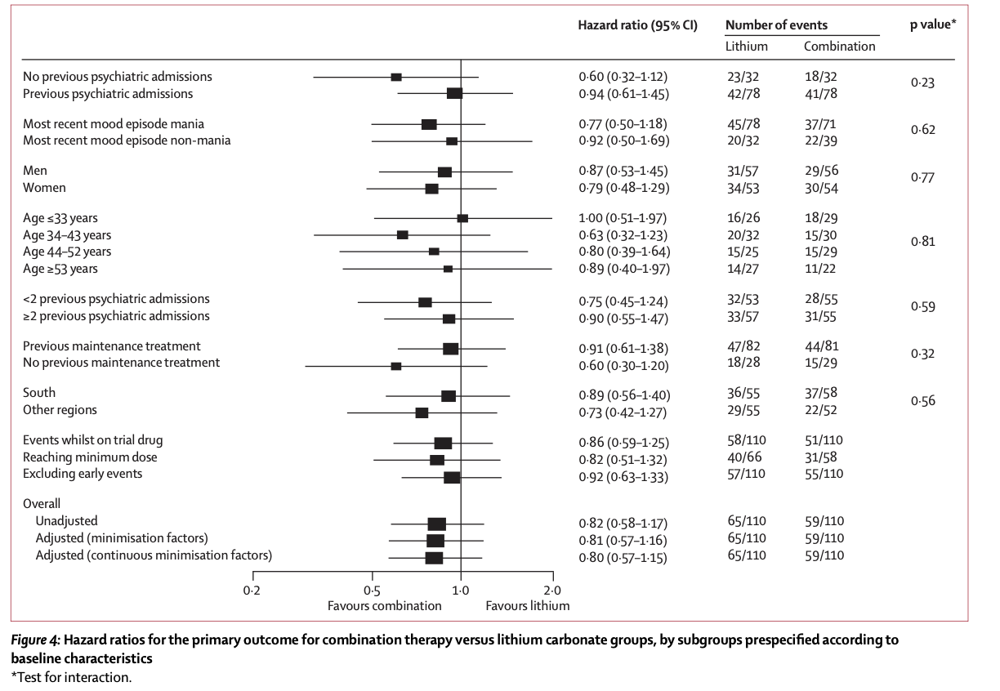 Hazard ratio (95% CI) Number of events p value*
Lithium Combination
No previous psychiatric admissions 0·60 (0·32–1·12) 23/32 18/32 0·23
Previous psychiatric admissions 0·94 (0·61–1·45) 42/78 41/78
Most recent mood episode mania 0·77 (0·50–1·18) 45/78 37/71 0·62
Most recent mood episode non-mania 0·92 (0·50–1·69) 20/32 22/39
Men 0·87 (0·53–1·45) 31/57 29/56 0·77
Women 0·79 (0·48–1·29) 34/53 30/54
Age ≤33 years 1·00 (0·51–1·97) 16/26 18/29
Age 34–43 years 0·63 (0·32–1·23) 20/32 15/30 0·81
Age 44–52 years 0·80 (0·39–1·64) 15/25 15/29
Age ≥53 years 0·89 (0·40–1·97) 14/27 11/22
<2 previous psychiatric admissions 0·75 (0·45–1·24) 32/53 28/55 0·59
≥2 previous psychiatric admissions 0·90 (0·55–1·47) 33/57 31/55
Previous maintenance treatment 0·91 (0·61–1·38) 47/82 44/81 0·32
No previous maintenance treatment 0·60 (0·30–1·20) 18/28 15/29
South 0·89 (0·56–1·40) 36/55 37/58 0·56
Other regions 0·73 (0·42–1·27) 29/55 22/52
Events whilst on trial drug 0·86 (0·59–1·25) 58/110 51/110
Reaching minimum dose 0·82 (0·51–1·32) 40/66 31/58
Excluding early events 0·92 (0·63–1·33) 57/110 55/110
Overall
Unadjusted 0·82 (0·58–1·17) 65/110 59/110
Adjusted (minimisation factors) 0·81 (0·57–1·16) 65/110 59/110
Adjusted (continuous minimisation factors) 0·80 (0·57–1·15) 65/110 59/110
0·2 0·5 1·0 2·0
Favours combination Favours lithium
Figure 4: Hazard ratios for the primary outcome for combination therapy versus lithium carbonate groups, by subgroups prespecified according to
baseline characteristics
*Test for interaction.